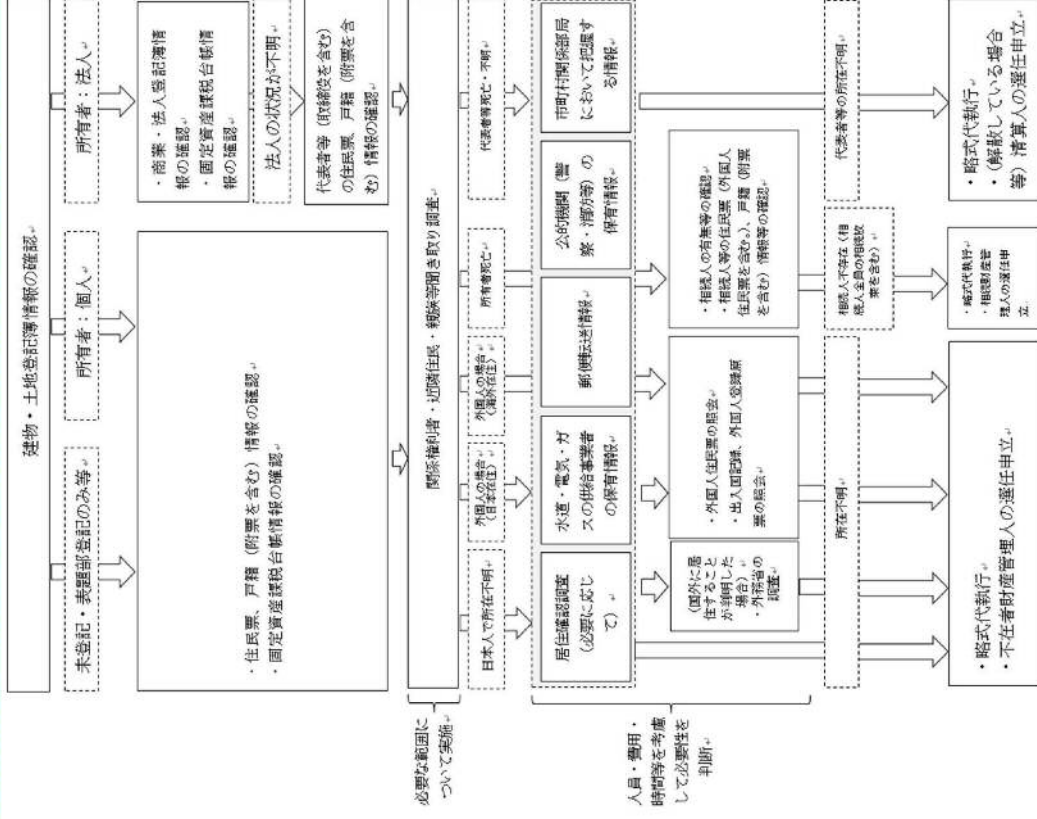 建物・土地登記簿情報の確認
未登記・表題部登記のみ等
所有者：個人
所有者：法人
・住民票、戸籍（附票を含む）情報の確認
・固定資産課税台帳情報の確認
・商業・法人登記簿情
報の確認
・固定資産課税台帳情
報の確認
法人の状況が不明
代表者等（取締役を含む）
の住民票、戸籍（附票を含
む）情報の確認
必要な範囲に
ついて実施
関係権利者・近隣住民・親族等聞き取り調査
日本人で所在不明
外国人の場合
（日本在住）
外国人の場合
（海外在住）
所有者死亡
代表者等死亡・不明
人員・費用・
時間等を考慮
して必要性を
判断
居住確認調査
（必要に応じ
て）
水道・電気・ガ
スの供給事業者
の保有情報
郵便転送情報
公的機関（警
察・消防等）の
保有情報
市町村関係部局
において把握す
る情報
（国外に居
住すること
が判明した
場合）
・外務省の
調査
・外国人住民票の照会
・出入国記録、外国人登録原
票の照会
・相続人の有無等の確認
・相続人等の住民票（外国人
住民票を含む。）、戸籍（附票
を含む）情報等の確認
所在不明
相続人不存在（相
続人全員の相続放
棄を含む）
代表者等の所在不明
・略式代執行
・不在者財産管理人の選任申立
・略式代執行
・相続財産管
理人の選任申
立
・略式代執行
・（解散している場合
等）清算人の選任申立